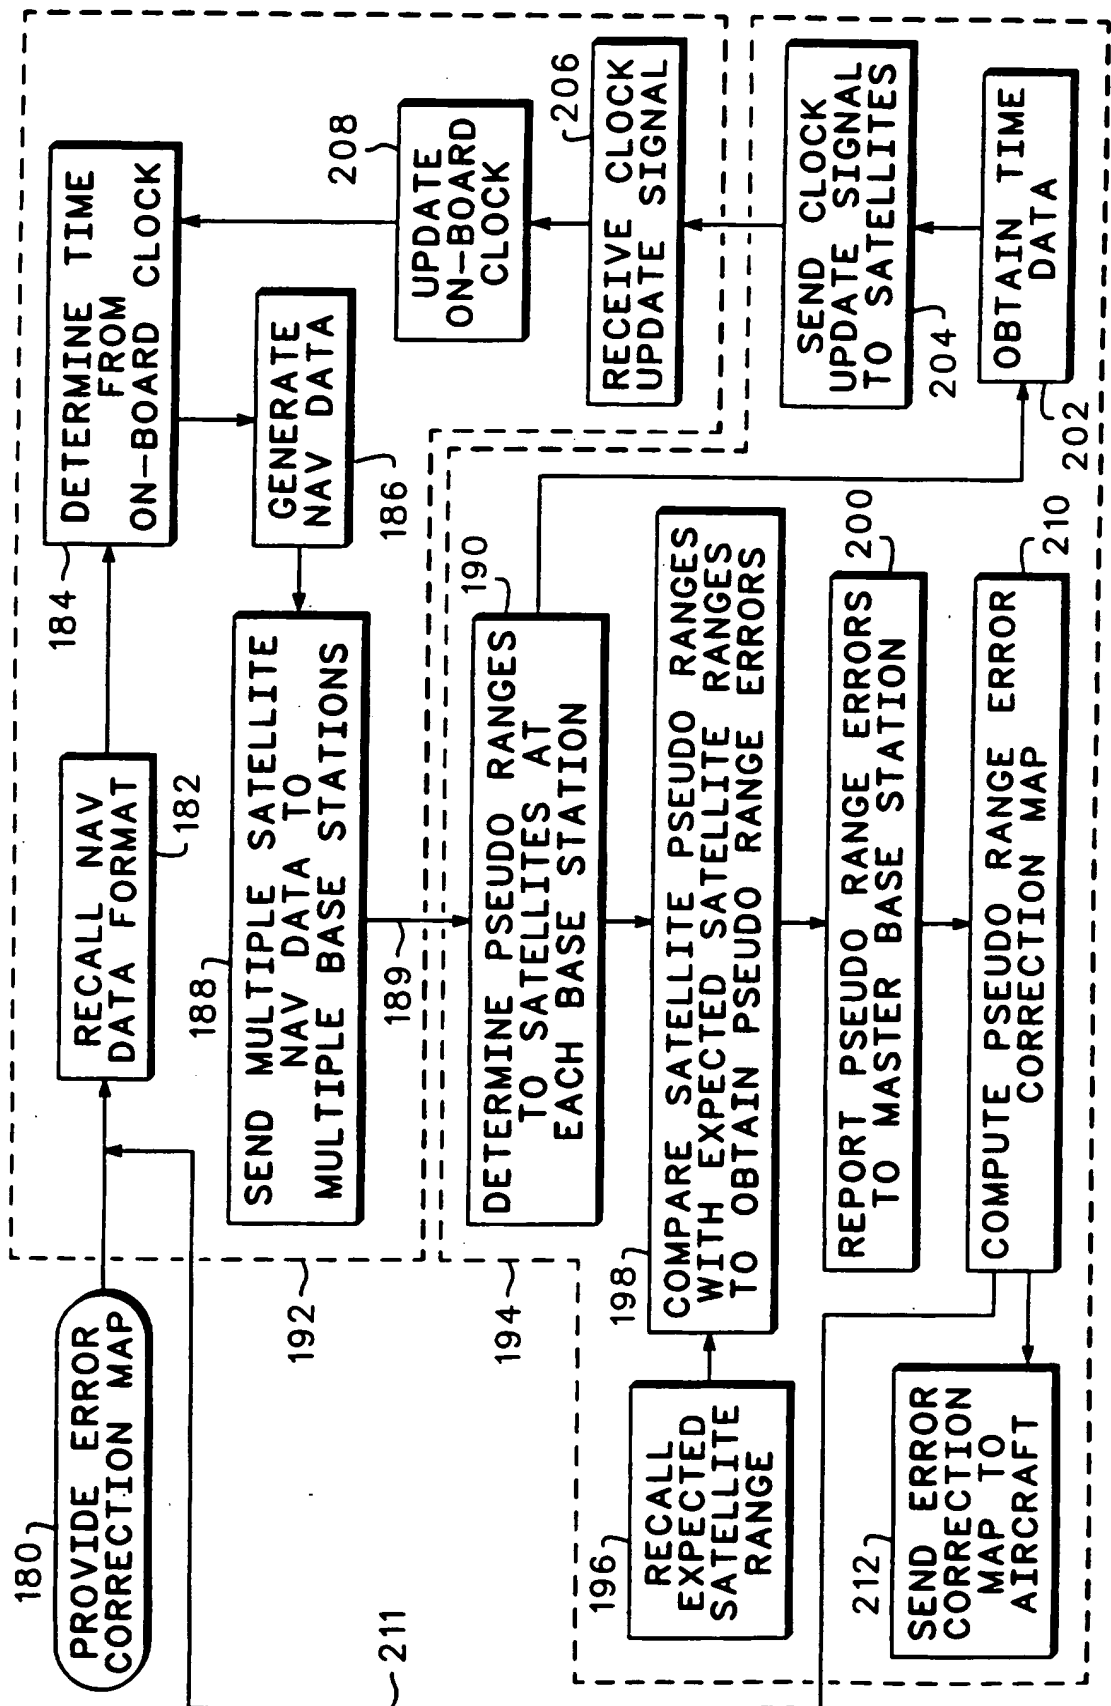 180
PROVIDE ERROR
CORRECTION MAP
RECALL NAV
DATA FORMAT
182
184
DETERMINE TIME
FROM
ON-BOARD CLOCK
GENERATE
NAV DATA
186
188
SEND MULTIPLE SATELLITE
NAV DATA TO
MULTIPLE BASE STATIONS
189
208
UPDATE
ON-BOARD
CLOCK
206
RECEIVE CLOCK
UPDATE SIGNAL
192
194
190
DETERMINE PSEUDO RANGES
TO SATELLITES AT
EACH BASE STATION
196
RECALL
EXPECTED
SATELLITE
RANGE
198
COMPARE SATELLITE PSEUDO RANGES
WITH EXPECTED SATELLITE RANGES
TO OBTAIN PSEUDO RANGE ERRORS
SEND CLOCK
UPDATE SIGNAL
TO SATELLITES
204
OBTAIN TIME
DATA
202
200
REPORT PSEUDO RANGE ERRORS
TO MASTER BASE STATION
210
COMPUTE PSEUDO RANGE ERROR
CORRECTION MAP
211
212
SEND ERROR
CORRECTION
MAP TO
AIRCRAFT